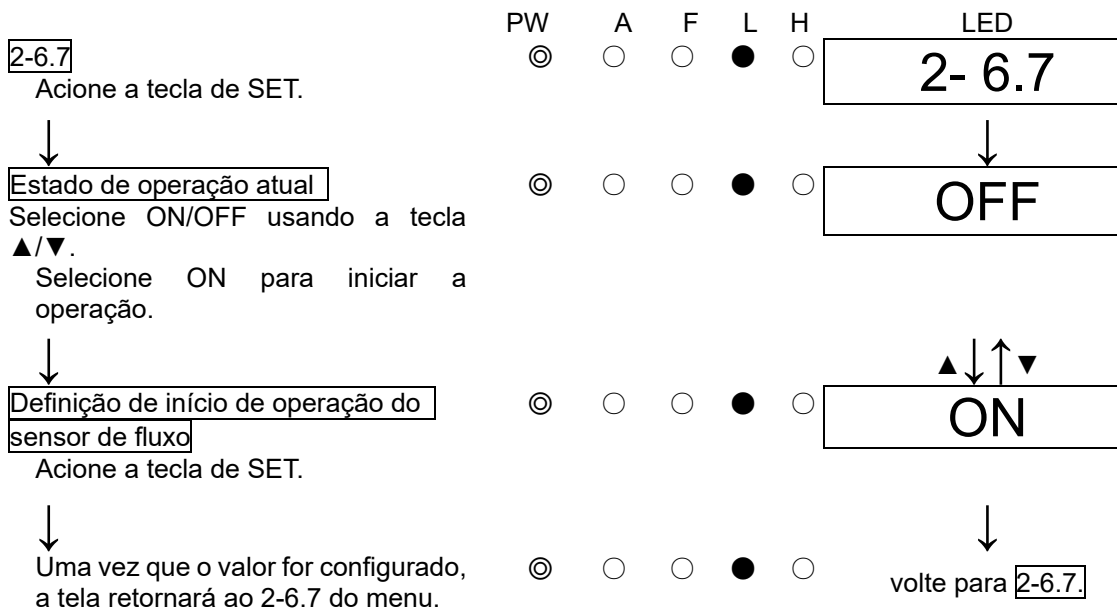 PW A F L H LED
2-6.7 ◎ ○ ○ ● ○ 2- 6.7
Acione a tecla de SET.
↓ ↓
Estado de operação atual ◎ ○ ○ ● ○ OFF
Selecione ON/OFF usando a tecla
▲/▼.
Selecione ON para iniciar a
operação.
↓ ▲↓↑▼
Definição de início de operação do ◎ ○ ○ ● ○ ON
sensor de fluxo
Acione a tecla de SET.
↓ ↓
Uma vez que o valor for configurado, ◎ ○ ○ ● ○ volte para 2-6.7.
a tela retornará ao 2-6.7 do menu.